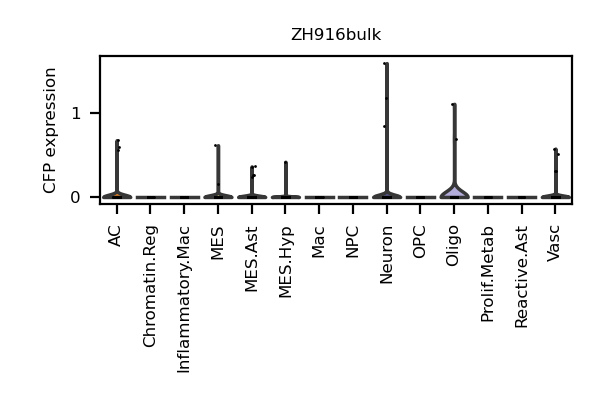 ZH916bulk
CFP expression
1
0
AC
Chromatin.Reg
Inflammatory.Mac
MES
MES.Ast
MES.Hyp
Mac
NPC
Neuron
OPC
Oligo
Prolif.Metab
Reactive.Ast
Vasc